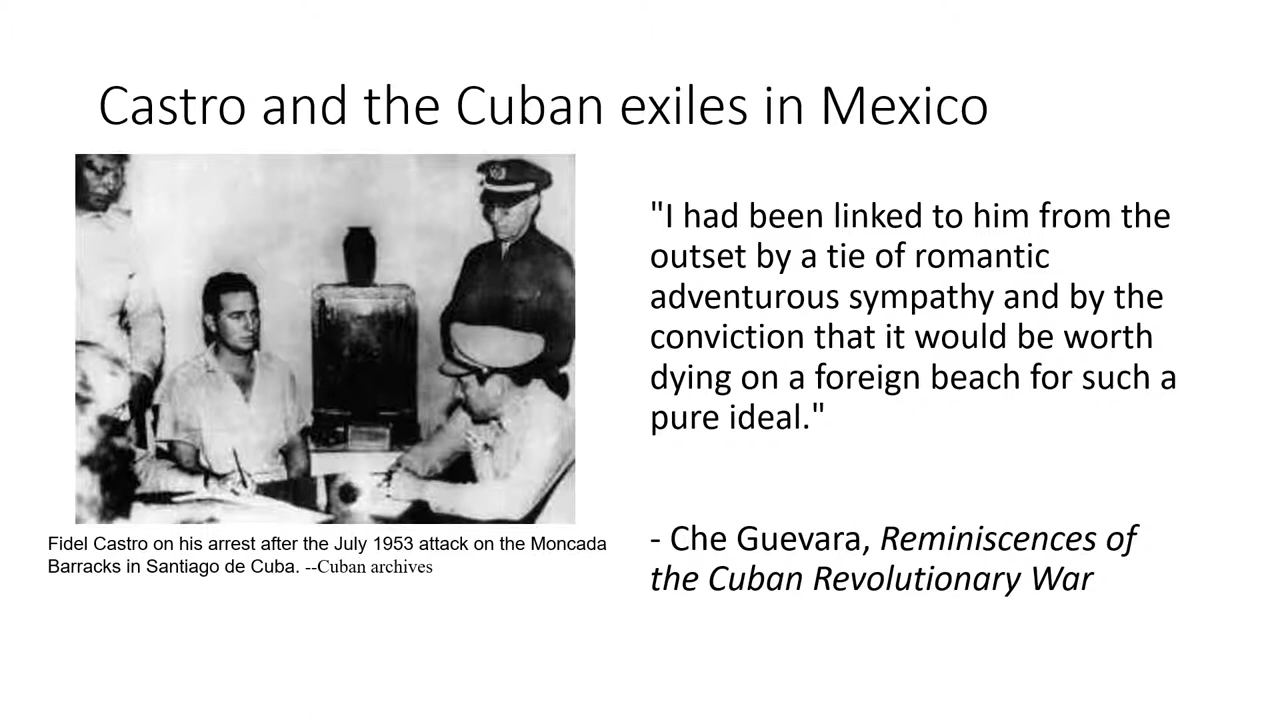 Castro and the Cuban exiles in Mexico
"I had been linked to him from the
outset by a tie of romantic
adventurous sympathy and by the
conviction that it would be worth
dying on a foreign beach for such a
pure ideal."
- Che Guevara, Reminiscences of
the Cuban Revolutionary War
Fidel Castro on his arrest after the July 1953 attack on the Moncada
Barracks in Santiago de Cuba. --Cuban archives